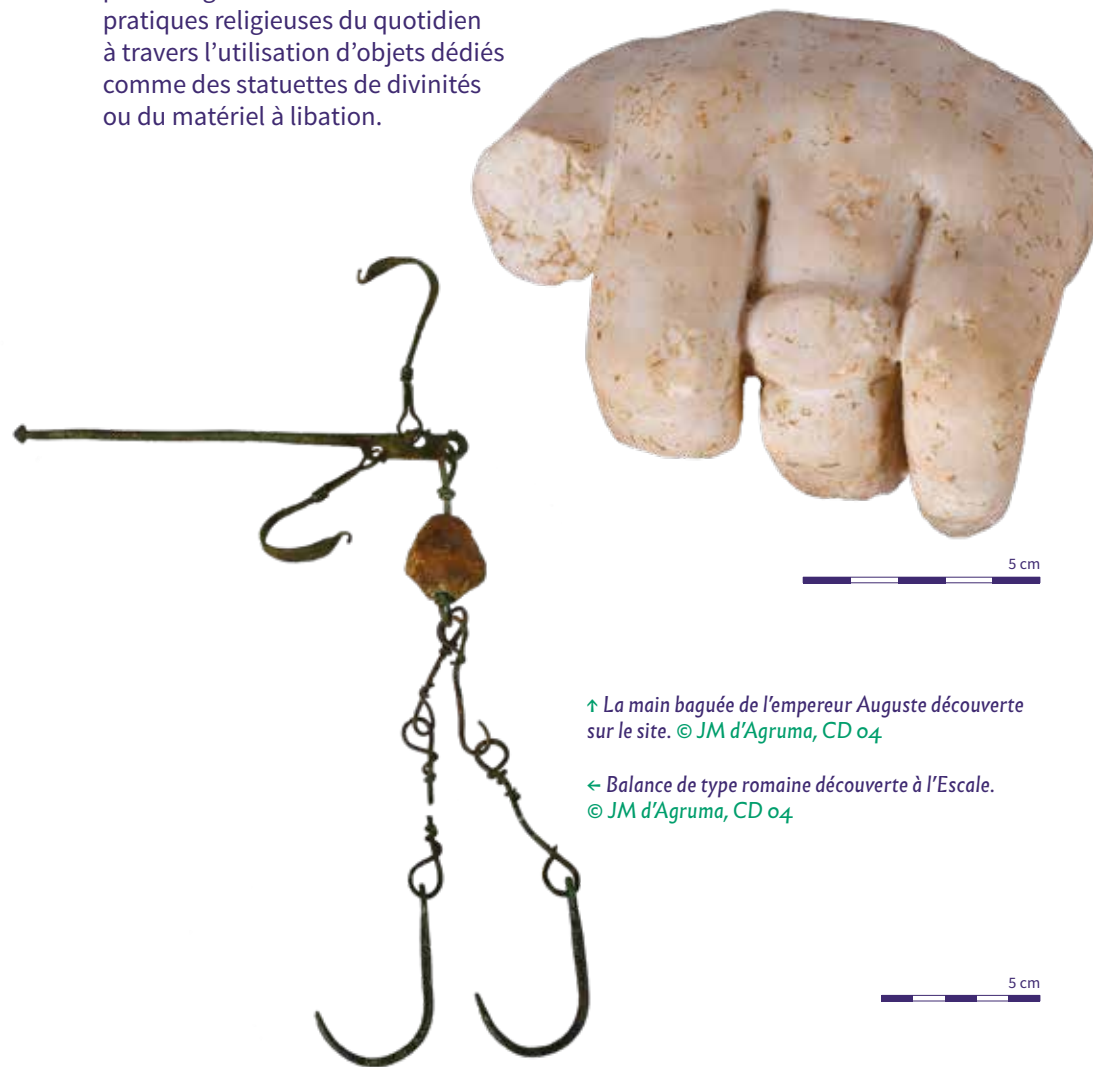 pratiques religieuses du quotidien
à travers l’utilisation d’objets dédiés
comme des statuettes de divinités
ou du matériel à libation.
5 cm
↑ La main baguée de l’empereur Auguste découverte
sur le site. © JM d’Agruma, CD 04
← Balance de type romaine découverte à l’Escale.
© JM d’Agruma, CD 04
5 cm